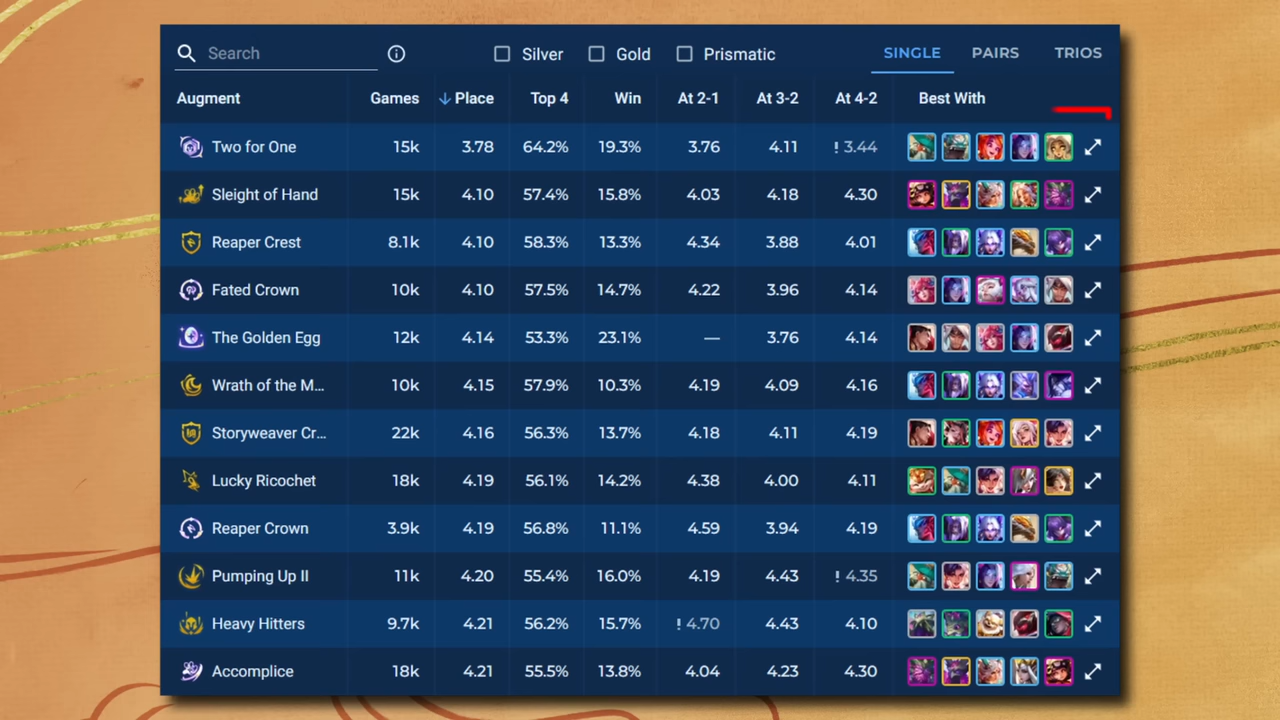 Search Silver Gold Prismatic SINGLE PAIRS TRIOS
Augment Games Place Top 4 Win At 2-1 At 3-2 At 4-2 Best With
Two for One 15k 3.78 64.2% 19.3% 3.76 4.11 ! 3.44
Sleight of Hand 15k 4.10 57.4% 15.8% 4.03 4.18 4.30
Reaper Crest 8.1k 4.10 58.3% 13.3% 4.34 3.88 4.01
Fated Crown 10k 4.10 57.5% 14.7% 4.22 3.96 4.14
The Golden Egg 12k 4.14 53.3% 23.1% — 3.76 4.14
Wrath of the M... 10k 4.15 57.9% 10.3% 4.19 4.09 4.16
Storyweaver Cr... 22k 4.16 56.3% 13.7% 4.18 4.11 4.19
Lucky Ricochet 18k 4.19 56.1% 14.2% 4.38 4.00 4.11
Reaper Crown 3.9k 4.19 56.8% 11.1% 4.59 3.94 4.19
Pumping Up II 11k 4.20 55.4% 16.0% 4.19 4.43 ! 4.35
Heavy Hitters 9.7k 4.21 56.2% 15.7% ! 4.70 4.43 4.10
Accomplice 18k 4.21 55.5% 13.8% 4.04 4.23 4.30